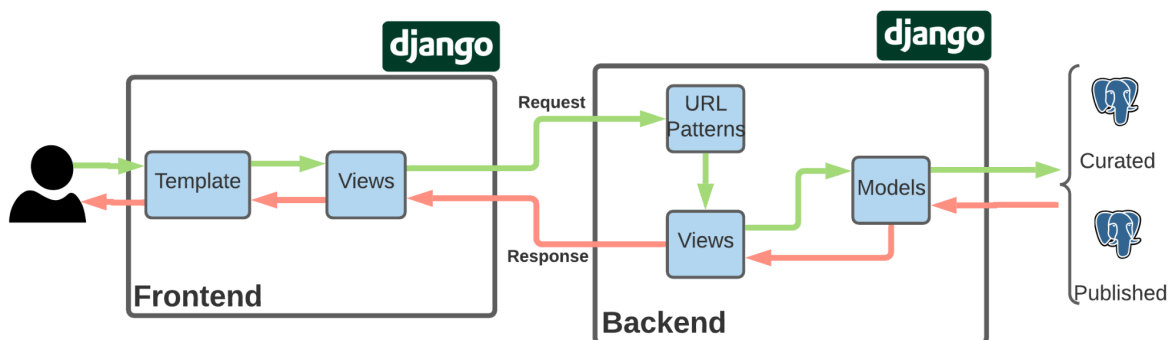 django
django
Request
URL
Patterns
Curated
Template
Views
Models
Views
Response
Published
Frontend
Backend